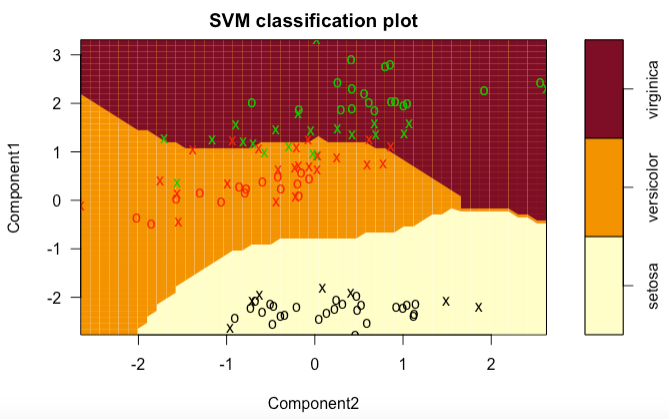 SVM classification plot
3
2
1
0
-1
-2
Component1
-2 -1 0 1 2
Component2
virginica
versicolor
setosa